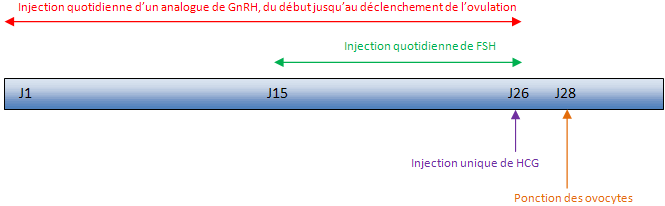 Injection quotidienne d'un analogue de GnRH, du début jusqu'au déclenchement de l'ovulation
Injection quotidienne de FSH
J1 J15 J26 J28
Injection unique de HCG
Ponction des ovocytes